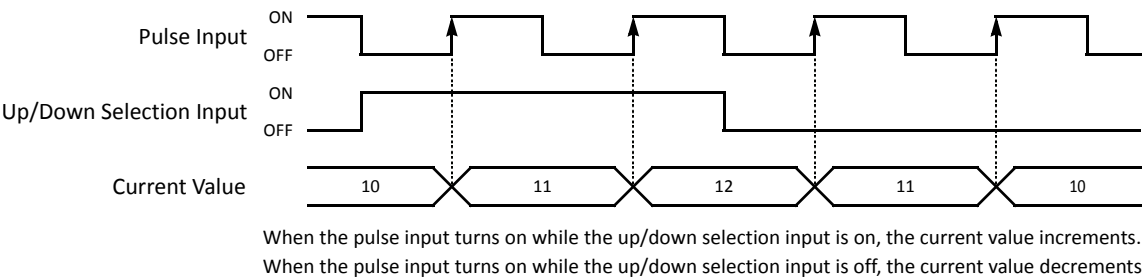 Pulse Input
ON
OFF
Up/Down Selection Input
ON
OFF
Current Value
10
11
12
11
10
When the pulse input turns on while the up/down selection input is on, the current value increments.
When the pulse input turns on while the up/down selection input is off, the current value decrements